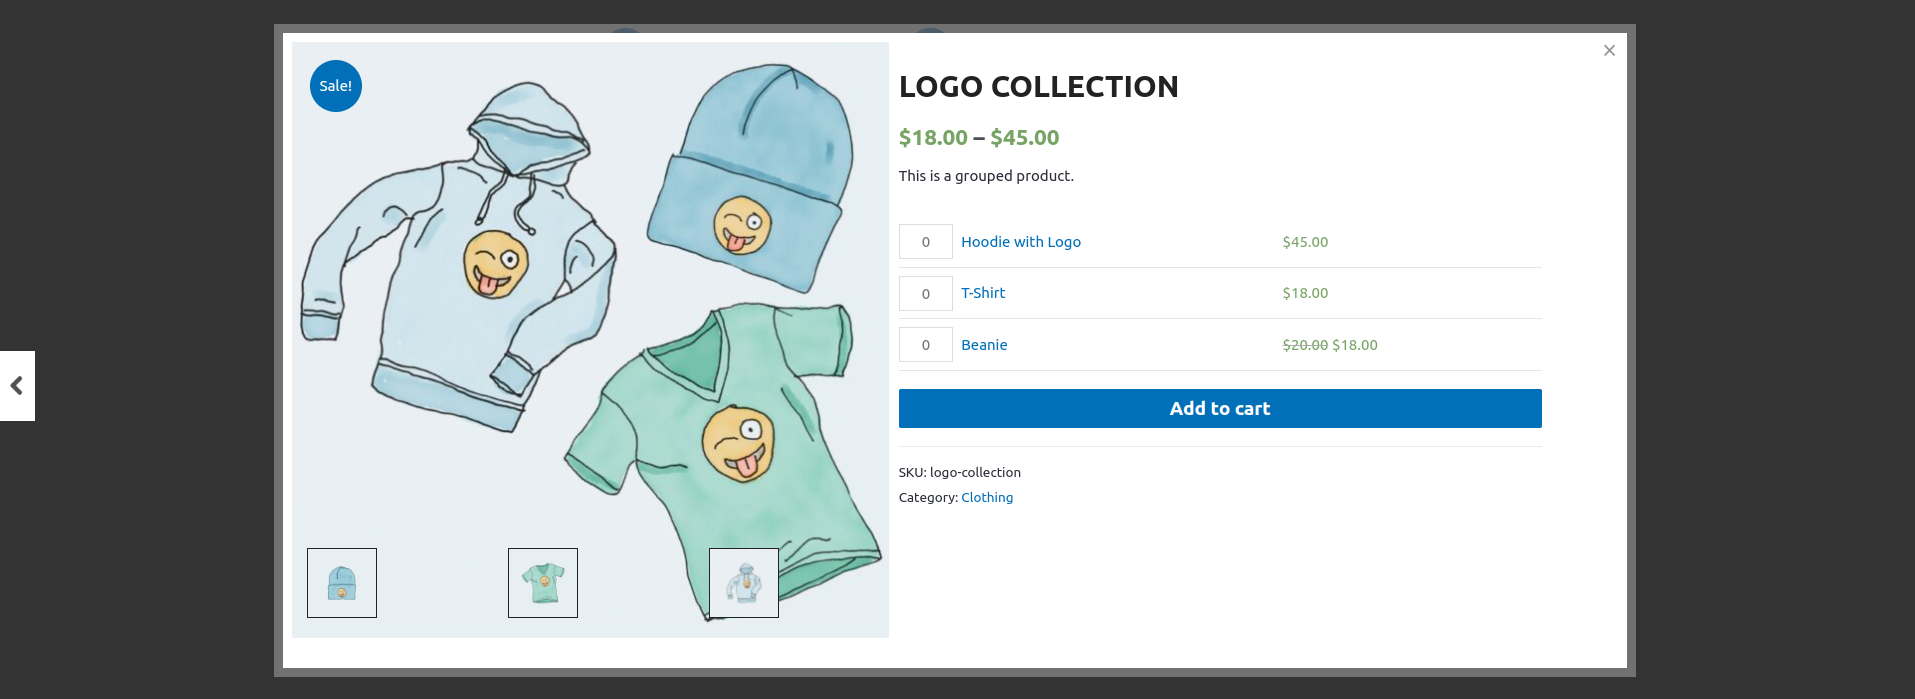 Sale!
LOGO COLLECTION
$18.00 – $45.00
This is a grouped product.
0 Hoodie with Logo $45.00
0 T-Shirt $18.00
0 Beanie $20.00 $18.00
Add to cart
SKU: logo-collection
Category: Clothing